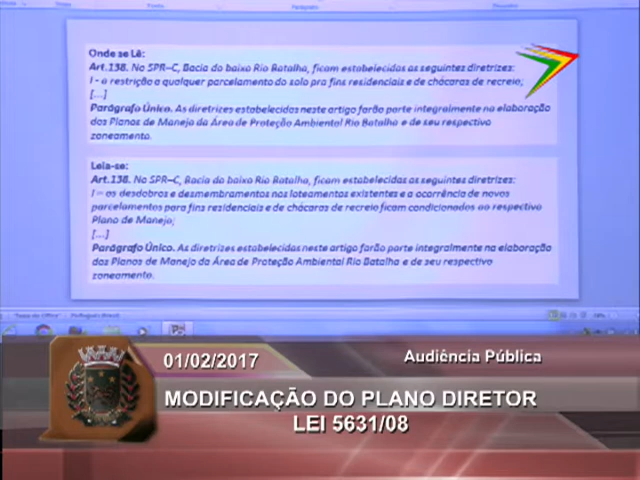 Onde se Lê:
Art.138. No SPR–C, Bacia do baixo Rio Batalha, ficam estabelecidas as seguintes diretrizes:
I - a restrição a qualquer parcelamento do solo pra fins residenciais e de chácaras de recreio;
[...]
Parágrafo Único. As diretrizes estabelecidas neste artigo farão parte integralmente na elaboração
dos Planos de Manejo da Área de Proteção Ambiental Rio Batalha e de seu respectivo
zoneamento.
Leia-se:
Art.138. No SPR–C, Bacia do baixo Rio Batalha, ficam estabelecidas as seguintes diretrizes:
I – os desdobros e desmembramentos nos loteamentos existentes e a ocorrência de novos
parcelamentos para fins residenciais e de chácaras de recreio ficam condicionados ao respectivo
Plano de Manejo;
[...]
Parágrafo Único. As diretrizes estabelecidas neste artigo farão parte integralmente na elaboração
dos Planos de Manejo da Área de Proteção Ambiental Rio Batalha e de seu respectivo
zoneamento.
01/02/2017
Audiência Pública
MODIFICAÇÃO DO PLANO DIRETOR
LEI 5631/08